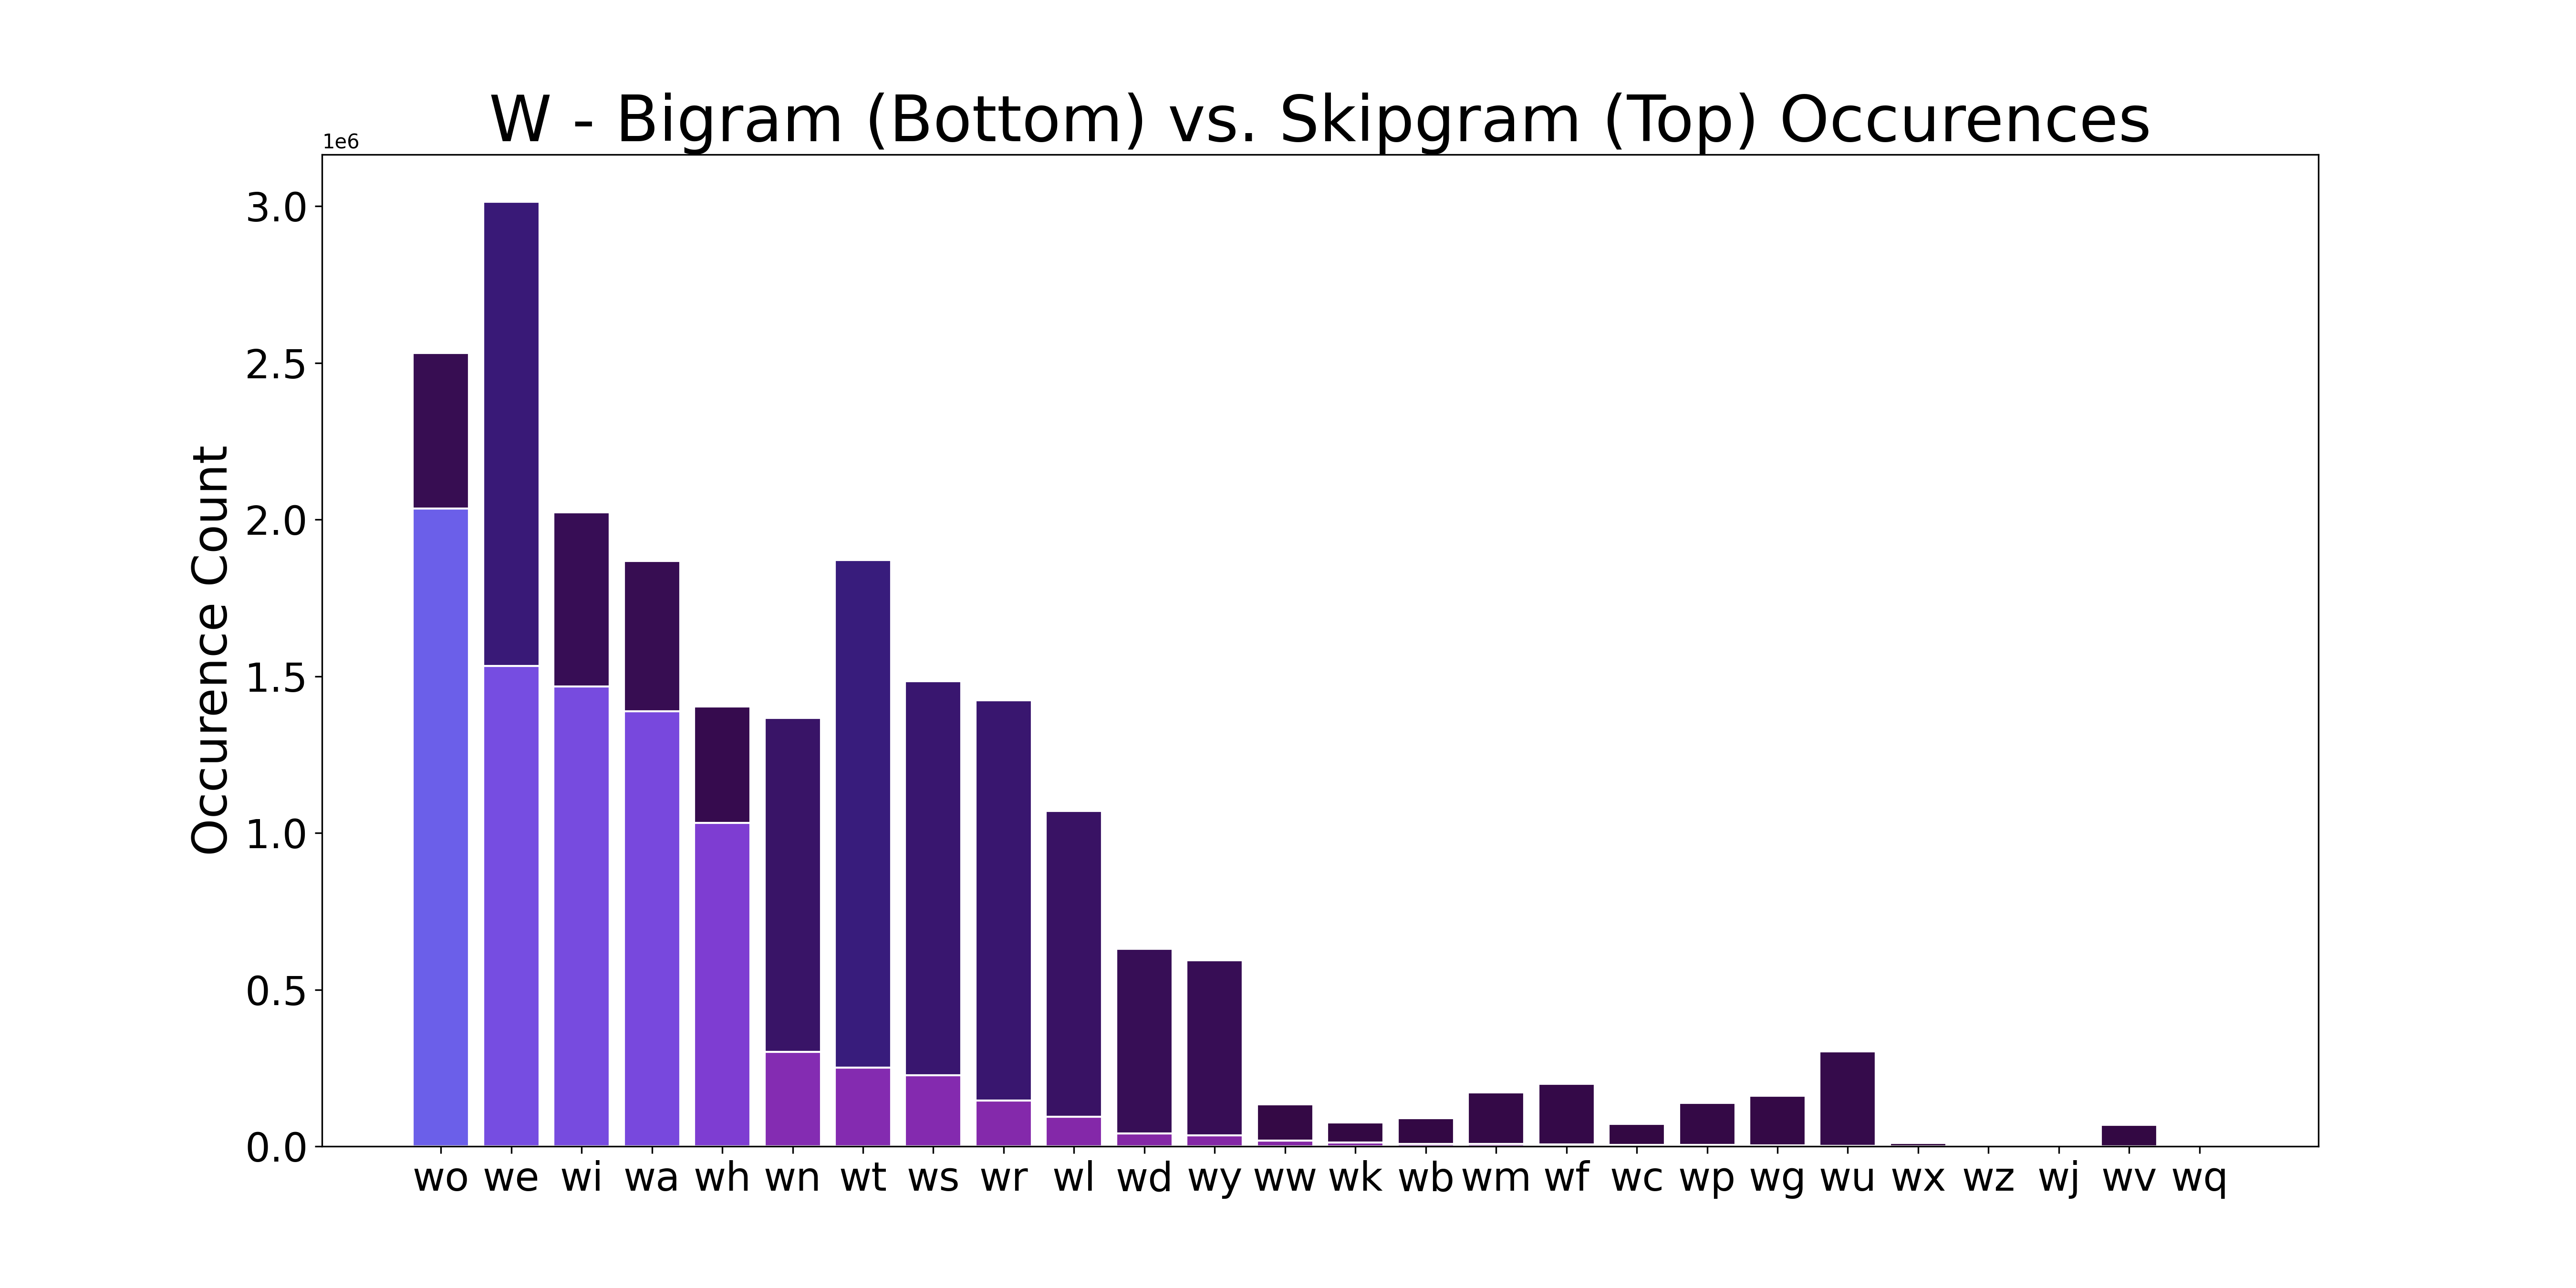 W - Bigram (Bottom) vs. Skipgram (Top) Occurences
1e6
3.0
2.5
2.0
1.5
1.0
0.5
0.0
Occurence Count
wo we wi wa wh wn wt ws wr wl wd wy ww wk wb wm wf wc wp wg wu wx wz wj wv wq